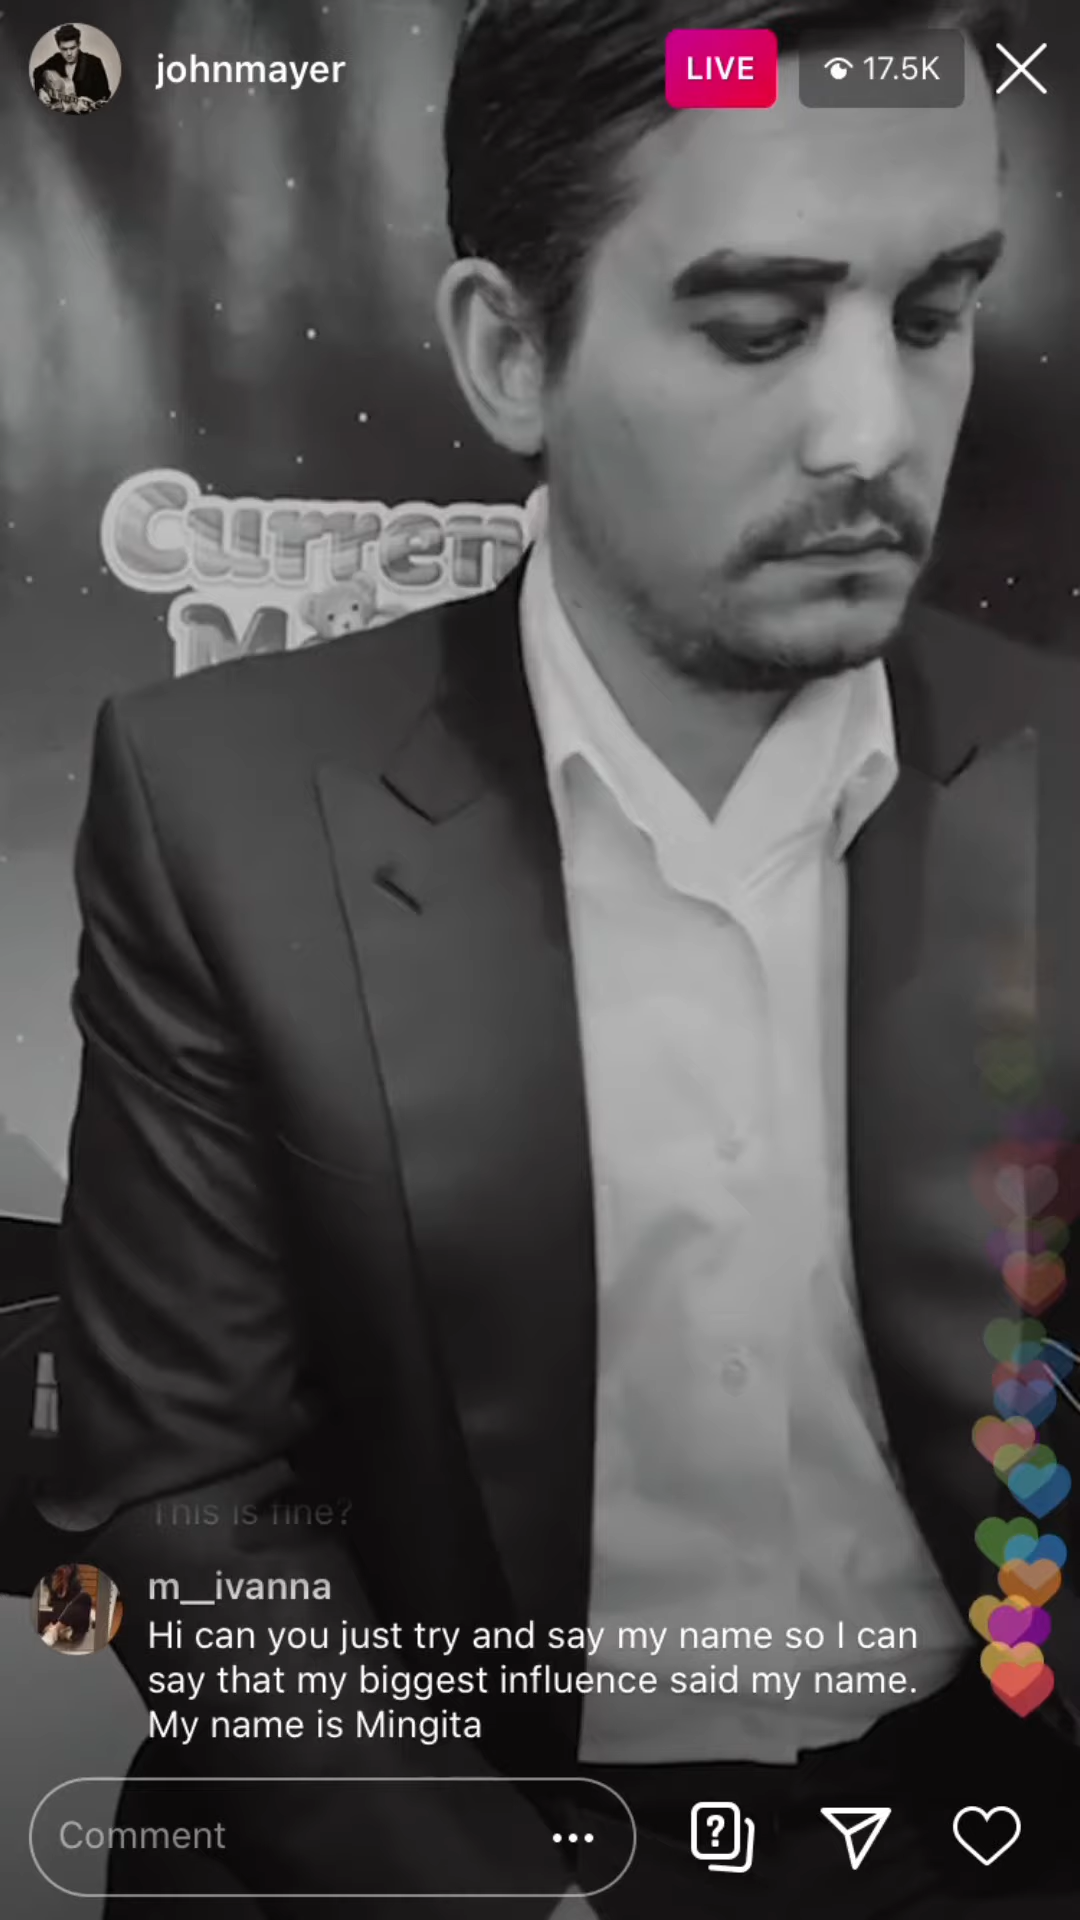 johnmayer
LIVE
17.5K
Curren
M
This is fine?
m__ivanna
Hi can you just try and say my name so I can
say that my biggest influence said my name.
My name is Mingita
Comment